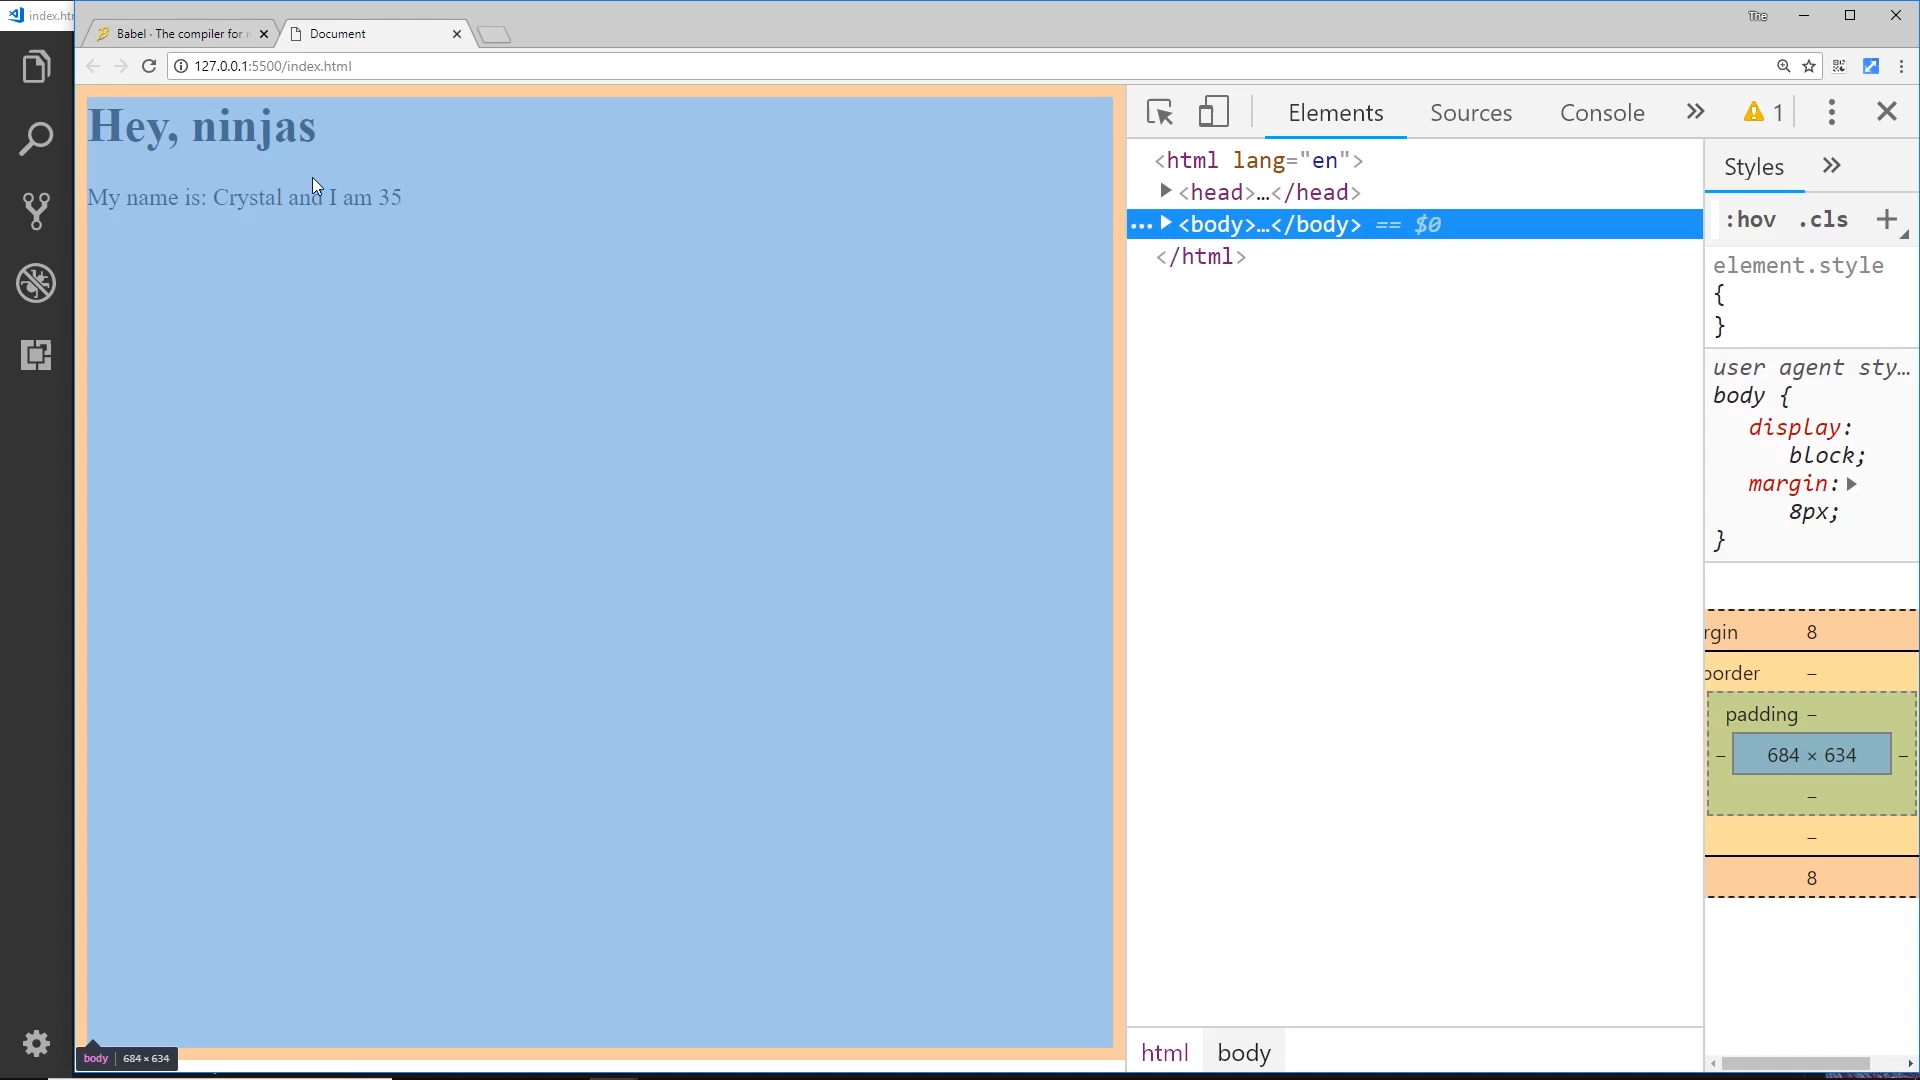 index.ht
Babel · The compiler for
Document
The
127.0.0.1:5500/index.html
Hey, ninjas
My name is: Crystal and I am 35
body 684 × 634
Elements
Sources
Console
1
<html lang="en">
<head>…</head>
<body>…</body> == $0
</html>
html
body
Styles
:hov .cls
element.style
{
}
user agent sty…
body {
display:
block;
margin:
8px;
}
rgin 8
border –
padding –
– 684 × 634 –
–
–
8